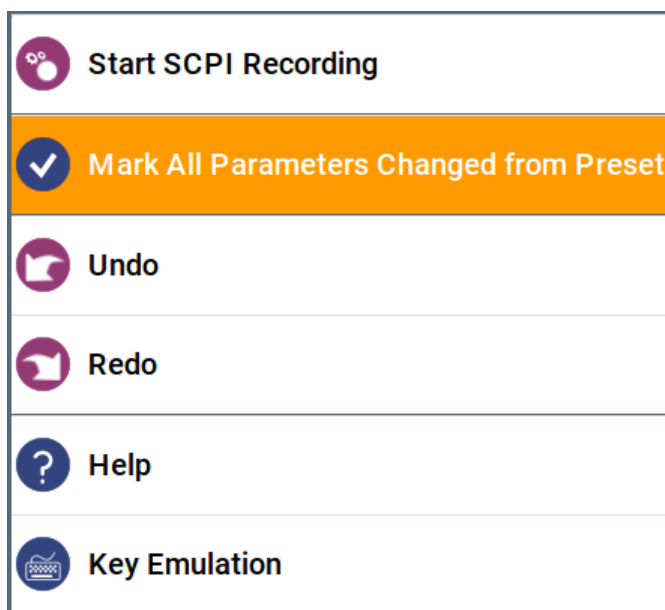 Start SCPI Recording
Mark All Parameters Changed from Preset
Undo
Redo
Help
Key Emulation